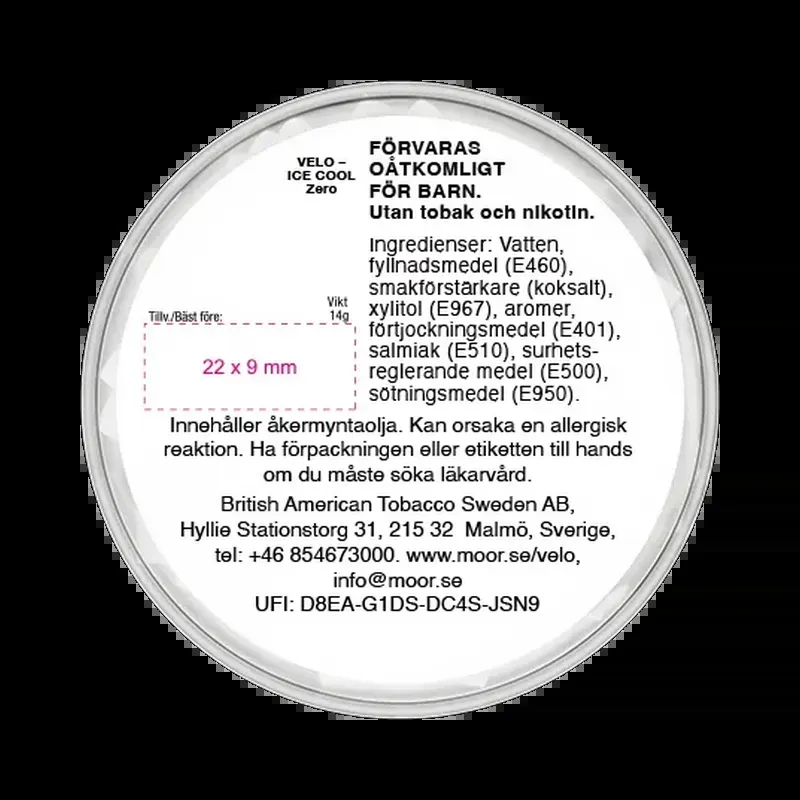 VELO –
ICE COOL
Zero
FÖRVARAS
OÅTKOMLIGT
FÖR BARN.
Utan tobak och nikotin.
Ingredienser: Vatten,
fyllnadsmedel (E460),
smakförstärkare (koksalt),
xylitol (E967), aromer,
förtjockningsmedel (E401),
salmiak (E510), surhets-
reglerande medel (E500),
sötningsmedel (E950).
Vikt
Tillv./Bäst före: 14g
22 x 9 mm
Innehåller åkermyntaolja. Kan orsaka en allergisk
reaktion. Ha förpackningen eller etiketten till hands
om du måste söka läkarvård.
British American Tobacco Sweden AB,
Hyllie Stationstorg 31, 215 32 Malmö, Sverige,
tel: +46 854673000. www.moor.se/velo,
info@moor.se
UFI: D8EA-G1DS-DC4S-JSN9